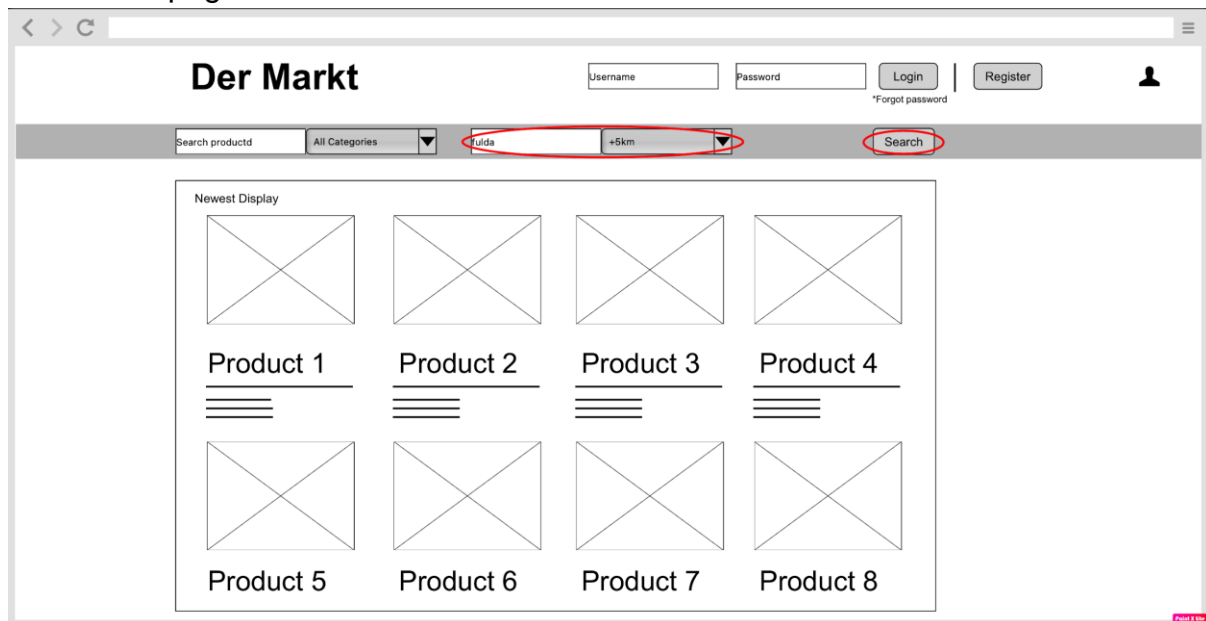 Der Markt
Username
Password
Login
Register
*Forgot password
Search productd
All Categories
fulda
+5km
Search
Newest Display
Product 1
Product 2
Product 3
Product 4
Product 5
Product 6
Product 7
Product 8